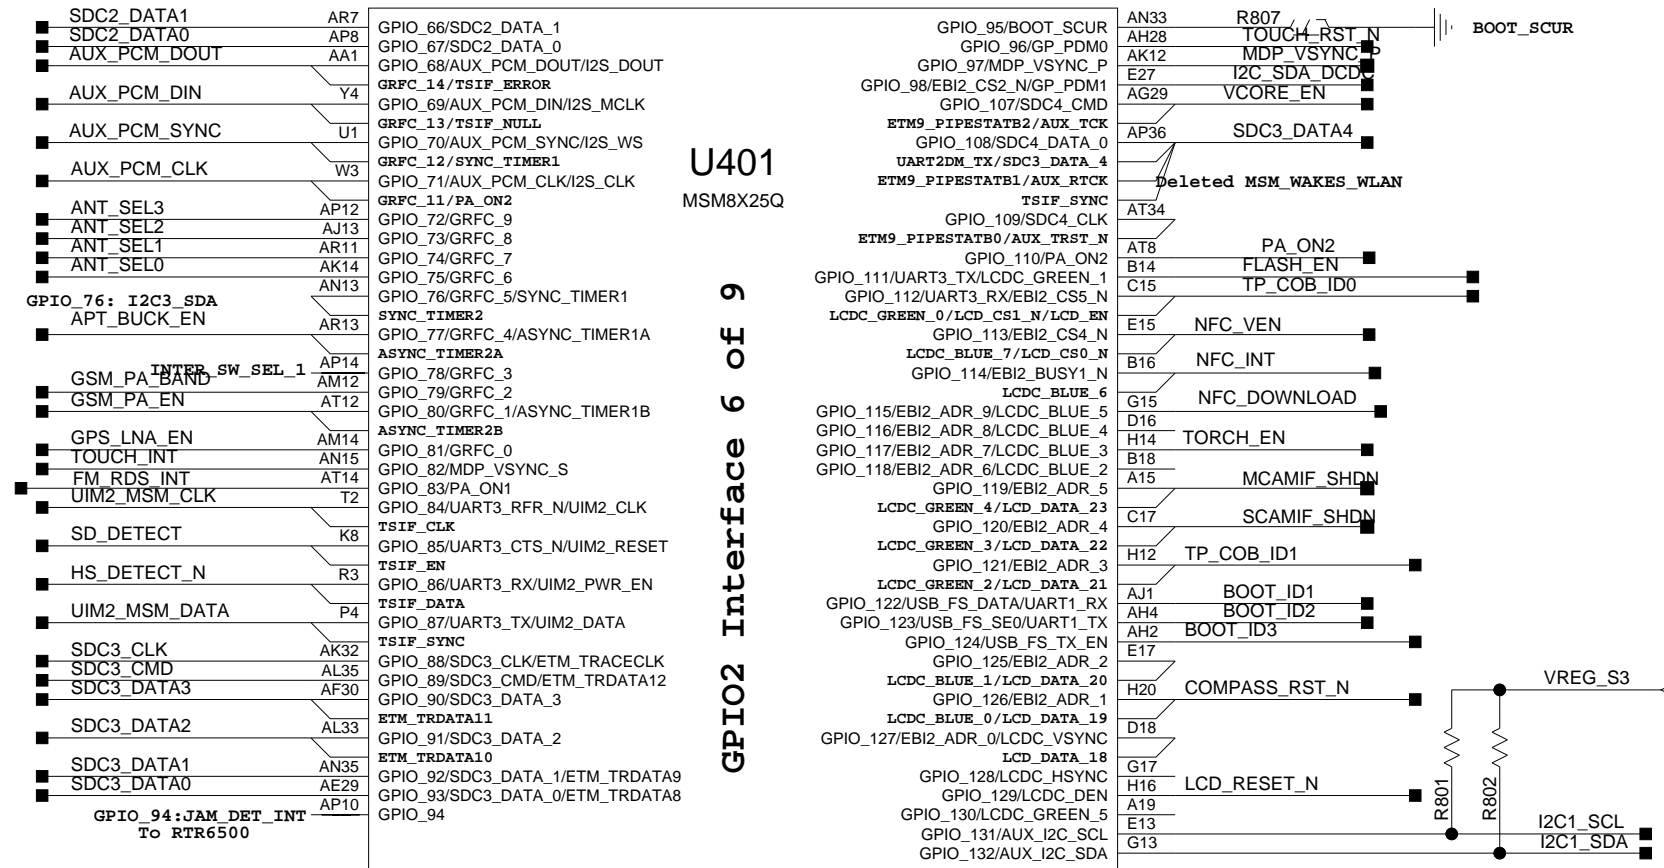 SDC2_DATA1 AR7 GPIO_66/SDC2_DATA_1
SDC2_DATA0 AP8 GPIO_67/SDC2_DATA_0
AUX_PCM_DOUT AA1 GPIO_68/AUX_PCM_DOUT/I2S_DOUT
GRFC_14/TSIF_ERROR
AUX_PCM_DIN Y4 GPIO_69/AUX_PCM_DIN/I2S_MCLK
GRFC_13/TSIF_NULL
AUX_PCM_SYNC U1 GPIO_70/AUX_PCM_SYNC/I2S_WS
GRFC_12/SYNC_TIMER1
AUX_PCM_CLK W3 GPIO_71/AUX_PCM_CLK/I2S_CLK
GRFC_11/PA_ON2
ANT_SEL3 AP12 GPIO_72/GRFC_9
ANT_SEL2 AJ13 GPIO_73/GRFC_8
ANT_SEL1 AR11 GPIO_74/GRFC_7
ANT_SEL0 AK14 GPIO_75/GRFC_6
AN13 GPIO_76/GRFC_5/SYNC_TIMER1
GPIO_76: I2C3_SDA
SYNC_TIMER2
APT_BUCK_EN AR13 GPIO_77/GRFC_4/ASYNC_TIMER1A
ASYNC_TIMER2A
INTER_SW_SEL_1 AP14 GPIO_78/GRFC_3
GSM_PA_BAND AM12 GPIO_79/GRFC_2
GSM_PA_EN AT12 GPIO_80/GRFC_1/ASYNC_TIMER1B
ASYNC_TIMER2B
GPS_LNA_EN AM14 GPIO_81/GRFC_0
TOUCH_INT AN15 GPIO_82/MDP_VSYNC_S
FM_RDS_INT AT14 GPIO_83/PA_ON1
UIM2_MSM_CLK T2 GPIO_84/UART3_RFR_N/UIM2_CLK
TSIF_CLK
SD_DETECT K8 GPIO_85/UART3_CTS_N/UIM2_RESET
TSIF_EN
HS_DETECT_N R3 GPIO_86/UART3_RX/UIM2_PWR_EN
TSIF_DATA
UIM2_MSM_DATA P4 GPIO_87/UART3_TX/UIM2_DATA
TSIF_SYNC
SDC3_CLK AK32 GPIO_88/SDC3_CLK/ETM_TRACECLK
SDC3_CMD AL35 GPIO_89/SDC3_CMD/ETM_TRDATA12
SDC3_DATA3 AF30 GPIO_90/SDC3_DATA_3
ETM_TRDATA11
SDC3_DATA2 AL33 GPIO_91/SDC3_DATA_2
ETM_TRDATA10
SDC3_DATA1 AN35 GPIO_92/SDC3_DATA_1/ETM_TRDATA9
SDC3_DATA0 AE29 GPIO_93/SDC3_DATA_0/ETM_TRDATA8
GPIO_94:JAM_DET_INT AP10 GPIO_94
To RTR6500
U401
MSM8X25Q
GPIO2 Interface 6 of 9
GPIO_95/BOOT_SCUR AN33 R807 BOOT_SCUR
GPIO_96/GP_PDM0 AH28 TOUCH_RST_N
GPIO_97/MDP_VSYNC_P AK12 MDP_VSYNC_P
GPIO_98/EBI2_CS2_N/GP_PDM1 E27 I2C_SDA_DCDC
GPIO_107/SDC4_CMD AG29 VCORE_EN
ETM9_PIPESTATB2/AUX_TCK
GPIO_108/SDC4_DATA_0 AP36 SDC3_DATA4
UART2DM_TX/SDC3_DATA_4
ETM9_PIPESTATB1/AUX_RTCK Deleted MSM_WAKES_WLAN
TSIF_SYNC
GPIO_109/SDC4_CLK AT34
ETM9_PIPESTATB0/AUX_TRST_N
GPIO_110/PA_ON2 AT8 PA_ON2
GPIO_111/UART3_TX/LCDC_GREEN_1 B14 FLASH_EN
GPIO_112/UART3_RX/EBI2_CS5_N C15 TP_COB_ID0
LCDC_GREEN_0/LCD_CS1_N/LCD_EN
GPIO_113/EBI2_CS4_N E15 NFC_VEN
LCDC_BLUE_7/LCD_CS0_N
GPIO_114/EBI2_BUSY1_N B16 NFC_INT
LCDC_BLUE_6
GPIO_115/EBI2_ADR_9/LCDC_BLUE_5 G15 NFC_DOWNLOAD
GPIO_116/EBI2_ADR_8/LCDC_BLUE_4 D16
GPIO_117/EBI2_ADR_7/LCDC_BLUE_3 H14 TORCH_EN
GPIO_118/EBI2_ADR_6/LCDC_BLUE_2 B18
GPIO_119/EBI2_ADR_5 A15 MCAMIF_SHDN
LCDC_GREEN_4/LCD_DATA_23
GPIO_120/EBI2_ADR_4 C17 SCAMIF_SHDN
LCDC_GREEN_3/LCD_DATA_22
GPIO_121/EBI2_ADR_3 H12 TP_COB_ID1
LCDC_GREEN_2/LCD_DATA_21
GPIO_122/USB_FS_DATA/UART1_RX AJ1 BOOT_ID1
GPIO_123/USB_FS_SE0/UART1_TX AH4 BOOT_ID2
GPIO_124/USB_FS_TX_EN AH2 BOOT_ID3
GPIO_125/EBI2_ADR_2 E17
LCDC_BLUE_1/LCD_DATA_20
GPIO_126/EBI2_ADR_1 H20 COMPASS_RST_N
LCDC_BLUE_0/LCD_DATA_19
GPIO_127/EBI2_ADR_0/LCDC_VSYNC D18
LCD_DATA_18
GPIO_128/LCDC_HSYNC G17
GPIO_129/LCDC_DEN H16 LCD_RESET_N
GPIO_130/LCDC_GREEN_5 A19
GPIO_131/AUX_I2C_SCL E13 I2C1_SCL
GPIO_132/AUX_I2C_SDA G13 I2C1_SDA
VREG_S3
R801
R802